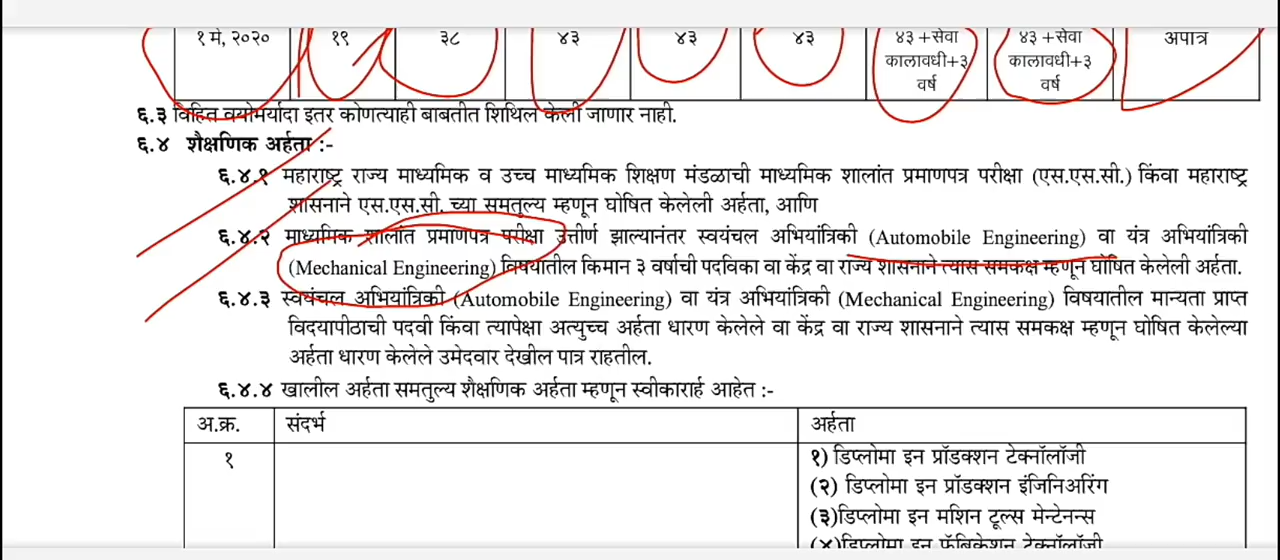 १ मे, २०२० १९ ३८ ४३ ४३ ४३ ४३ +सेवा कालावधी+३ वर्ष ४३ +सेवा कालावधी+३ वर्ष अपात्र
६.३ विहित वयोमर्यादा इतर कोणत्याही बाबतीत शिथिल केली जाणार नाही.
६.४ शैक्षणिक अर्हता :-
६.४.१ महाराष्ट्र राज्य माध्यमिक व उच्च माध्यमिक शिक्षण मंडळाची माध्यमिक शालांत प्रमाणपत्र परीक्षा (एस.एस.सी.) किंवा महाराष्ट्र
शासनाने एस.एस.सी. च्या समतुल्य म्हणून घोषित केलेली अर्हता, आणि
६.४.२ माध्यमिक शालांत प्रमाणपत्र परीक्षा उत्तीर्ण झाल्यानंतर स्वयंचल अभियांत्रिकी (Automobile Engineering) वा यंत्र अभियांत्रिकी
(Mechanical Engineering) विषयातील किमान ३ वर्षाची पदविका वा केंद्र वा राज्य शासनाने त्यास समकक्ष म्हणून घोषित केलेली अर्हता.
६.४.३ स्वयंचल अभियांत्रिकी (Automobile Engineering) वा यंत्र अभियांत्रिकी (Mechanical Engineering) विषयातील मान्यता प्राप्त
विदयापीठाची पदवी किंवा त्यापेक्षा अत्युच्च अर्हता धारण केलेले वा केंद्र वा राज्य शासनाने त्यास समकक्ष म्हणून घोषित केलेल्या
अर्हता धारण केलेले उमेदवार देखील पात्र राहतील.
६.४.४ खालील अर्हता समतुल्य शैक्षणिक अर्हता म्हणून स्वीकारार्ह आहेत :-
अ.क्र. संदर्भ अर्हता
१ १) डिप्लोमा इन प्रॉडक्शन टेक्नॉलॉजी
(२) डिप्लोमा इन प्रॉडक्शन इंजिनिअरिंग
(३)डिप्लोमा इन मशिन टूल्स मेन्टेनन्स
(४)डिप्लोमा इन फॅब्रिकेशन टेक्नॉलॉजी